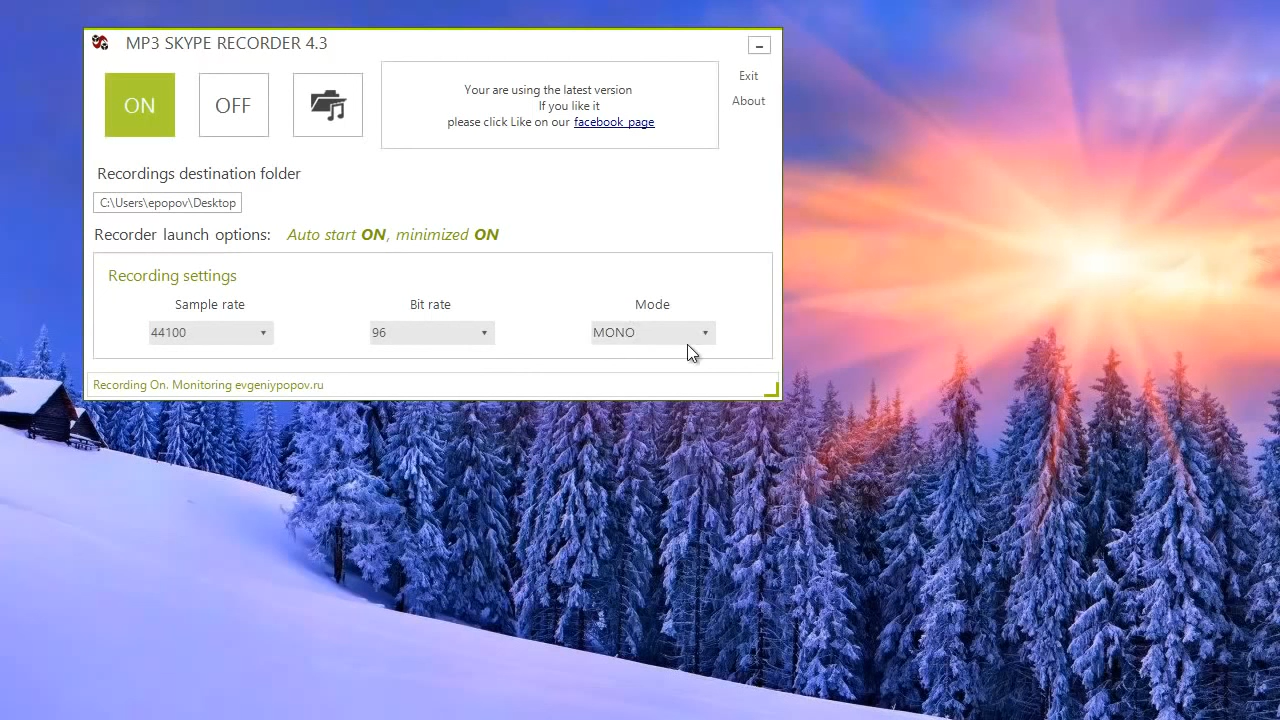 MP3 SKYPE RECORDER 4.3
ON
OFF
Your are using the latest version
If you like it
please click Like on our facebook page
Exit
About
Recordings destination folder
C:\Users\epopov\Desktop
Recorder launch options: Auto start ON, minimized ON
Recording settings
Sample rate
Bit rate
Mode
44100
96
MONO
Recording On. Monitoring evgeniypopov.ru